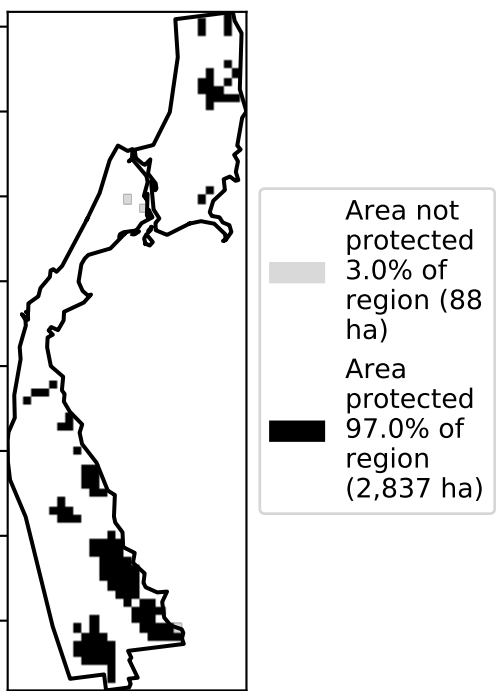 Area not
protected
3.0% of
region (88
ha)
Area
protected
97.0% of
region
(2,837 ha)